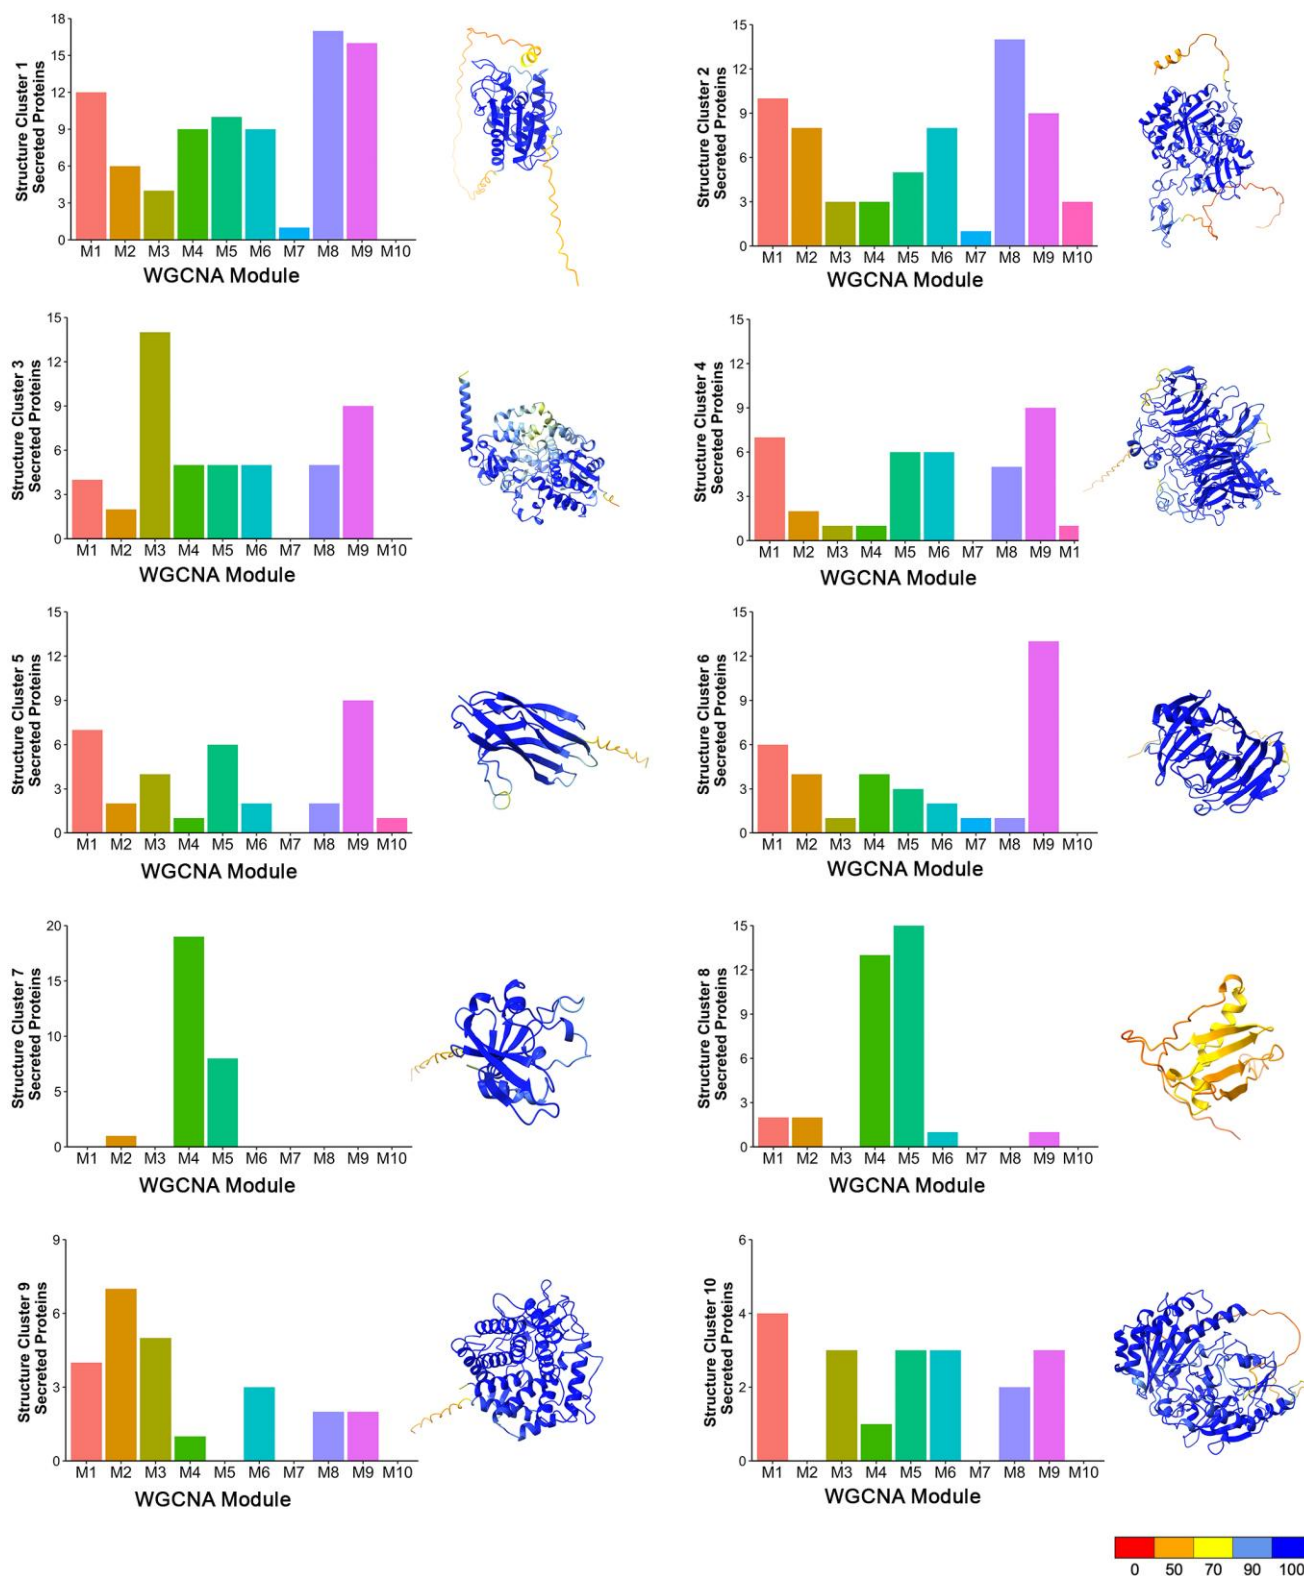 Structure Cluster 1
Secreted Proteins
18
15
12
9
6
3
0
M1 M2 M3 M4 M5 M6 M7 M8 M9 M10
WGCNA Module
Structure Cluster 2
Secreted Proteins
15
12
9
6
3
0
M1 M2 M3 M4 M5 M6 M7 M8 M9 M10
WGCNA Module
Structure Cluster 3
Secreted Proteins
15
12
9
6
3
0
M1 M2 M3 M4 M5 M6 M7 M8 M9 M10
WGCNA Module
Structure Cluster 4
Secreted Proteins
15
12
9
6
3
0
M1 M2 M3 M4 M5 M6 M7 M8 M9 M1
WGCNA Module
Structure Cluster 5
Secreted Proteins
15
12
9
6
3
0
M1 M2 M3 M4 M5 M6 M7 M8 M9 M10
WGCNA Module
Structure Cluster 6
Secreted Proteins
15
12
9
6
3
0
M1 M2 M3 M4 M5 M6 M7 M8 M9 M10
WGCNA Module
Structure Cluster 7
Secreted Proteins
20
15
10
5
0
M1 M2 M3 M4 M5 M6 M7 M8 M9 M10
WGCNA Module
Structure Cluster 8
Secreted Proteins
15
12
9
6
3
0
M1 M2 M3 M4 M5 M6 M7 M8 M9 M10
WGCNA Module
Structure Cluster 9
Secreted Proteins
9
6
3
0
M1 M2 M3 M4 M5 M6 M7 M8 M9 M10
WGCNA Module
Structure Cluster 10
Secreted Proteins
6
4
2
0
M1 M2 M3 M4 M5 M6 M7 M8 M9 M10
WGCNA Module
0 50 70 90 100